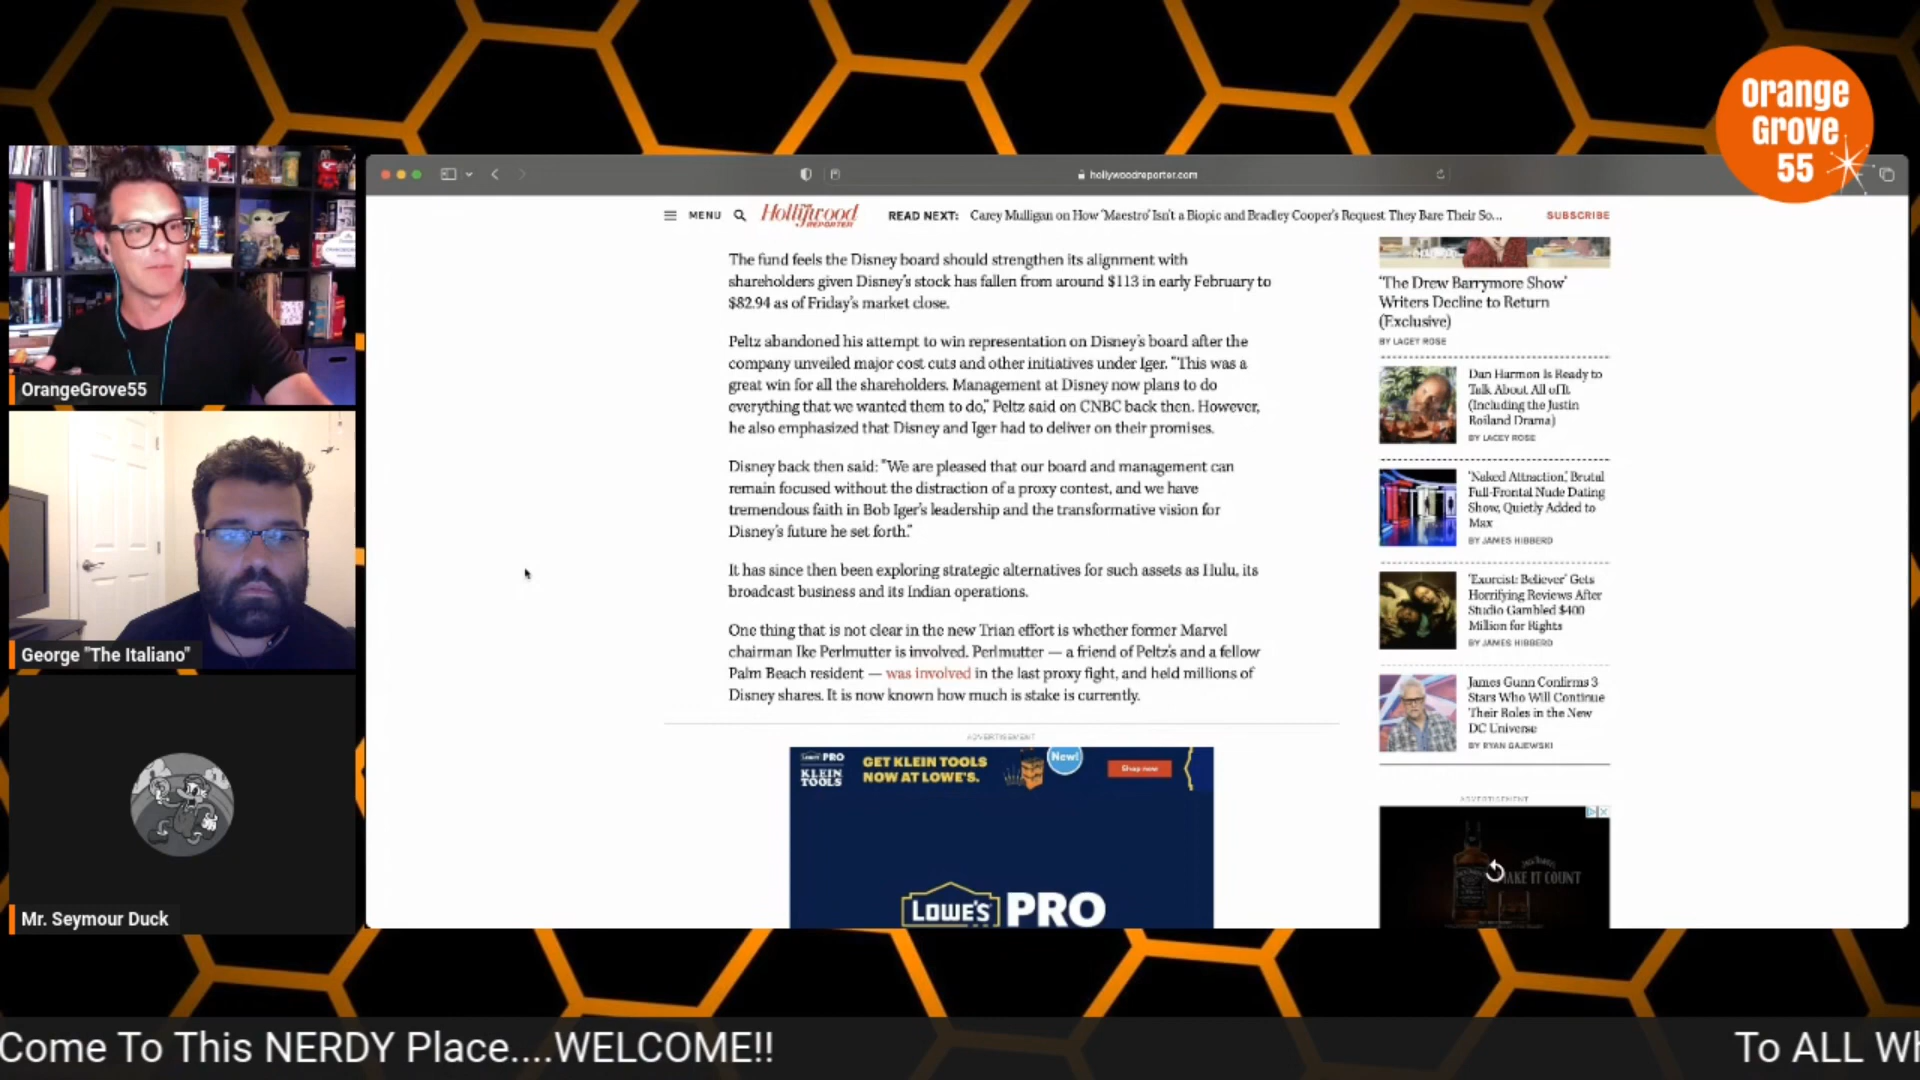 Orange
Grove
55
hollywoodreporter.com
MENU
Hollywood
REPORTER
READ NEXT: Carey Mulligan on How ‘Maestro’ Isn’t a Biopic and Bradley Cooper’s Request They Bare Their So...
SUBSCRIBE
The fund feels the Disney board should strengthen its alignment with
shareholders given Disney’s stock has fallen from around $113 in early February to
$82.94 as of Friday’s market close.
Peltz abandoned his attempt to win representation on Disney’s board after the
company unveiled major cost cuts and other initiatives under Iger. “This was a
great win for all the shareholders. Management at Disney now plans to do
everything that we wanted them to do,” Peltz said on CNBC back then. However,
he also emphasized that Disney and Iger had to deliver on their promises.
Disney back then said: “We are pleased that our board and management can
remain focused without the distraction of a proxy contest, and we have
tremendous faith in Bob Iger’s leadership and the transformative vision for
Disney’s future he set forth.”
It has since then been exploring strategic alternatives for such assets as Hulu, its
broadcast business and its Indian operations.
One thing that is not clear in the new Trian effort is whether former Marvel
chairman Ike Perlmutter is involved. Perlmutter — a friend of Peltz’s and a fellow
Palm Beach resident — was involved in the last proxy fight, and held millions of
Disney shares. It is now known how much is stake is currently.
ADVERTISEMENT
LOWE'S PRO
KLEIN
TOOLS
GET KLEIN TOOLS
NOW AT LOWE'S.
New!
Shop now
LOWE'S PRO
‘The Drew Barrymore Show’
Writers Decline to Return
(Exclusive)
BY LACEY ROSE
Dan Harmon Is Ready to
Talk About All of It
(Including the Justin
Roiland Drama)
BY LACEY ROSE
‘Naked Attraction,’ Brutal
Full-Frontal Nude Dating
Show, Quietly Added to
Max
BY JAMES HIBBERD
‘Exorcist: Believer’ Gets
Horrifying Reviews After
Studio Gambled $400
Million for Rights
BY JAMES HIBBERD
James Gunn Confirms 3
Stars Who Will Continue
Their Roles in the New
DC Universe
BY RYAN GAJEWSKI
ADVERTISEMENT
JACK DANIEL'S
MAKE IT COUNT
OrangeGrove55
George "The Italiano"
Mr. Seymour Duck
Come To This NERDY Place....WELCOME!!
To ALL Wh